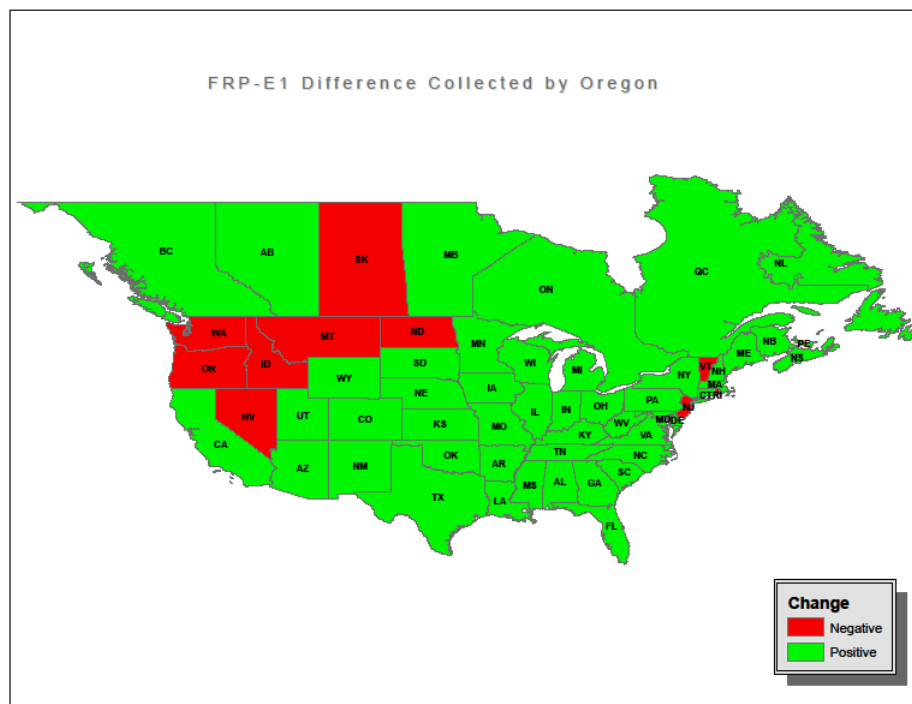 FRP-E1 Difference Collected by Oregon
BC
AB
SK
MB
ON
QC
NL
WA
MT
ND
MN
OR
ID
SD
WI
MI
NY
VT
NH
ME
NB
PE
NS
MA
CT
RI
WY
NE
IA
PA
NJ
NV
UT
CO
KS
MO
IL
IN
OH
WV
MD
DE
VA
KY
CA
AZ
NM
OK
AR
TN
NC
SC
TX
LA
MS
AL
GA
FL
Change
Negative
Positive